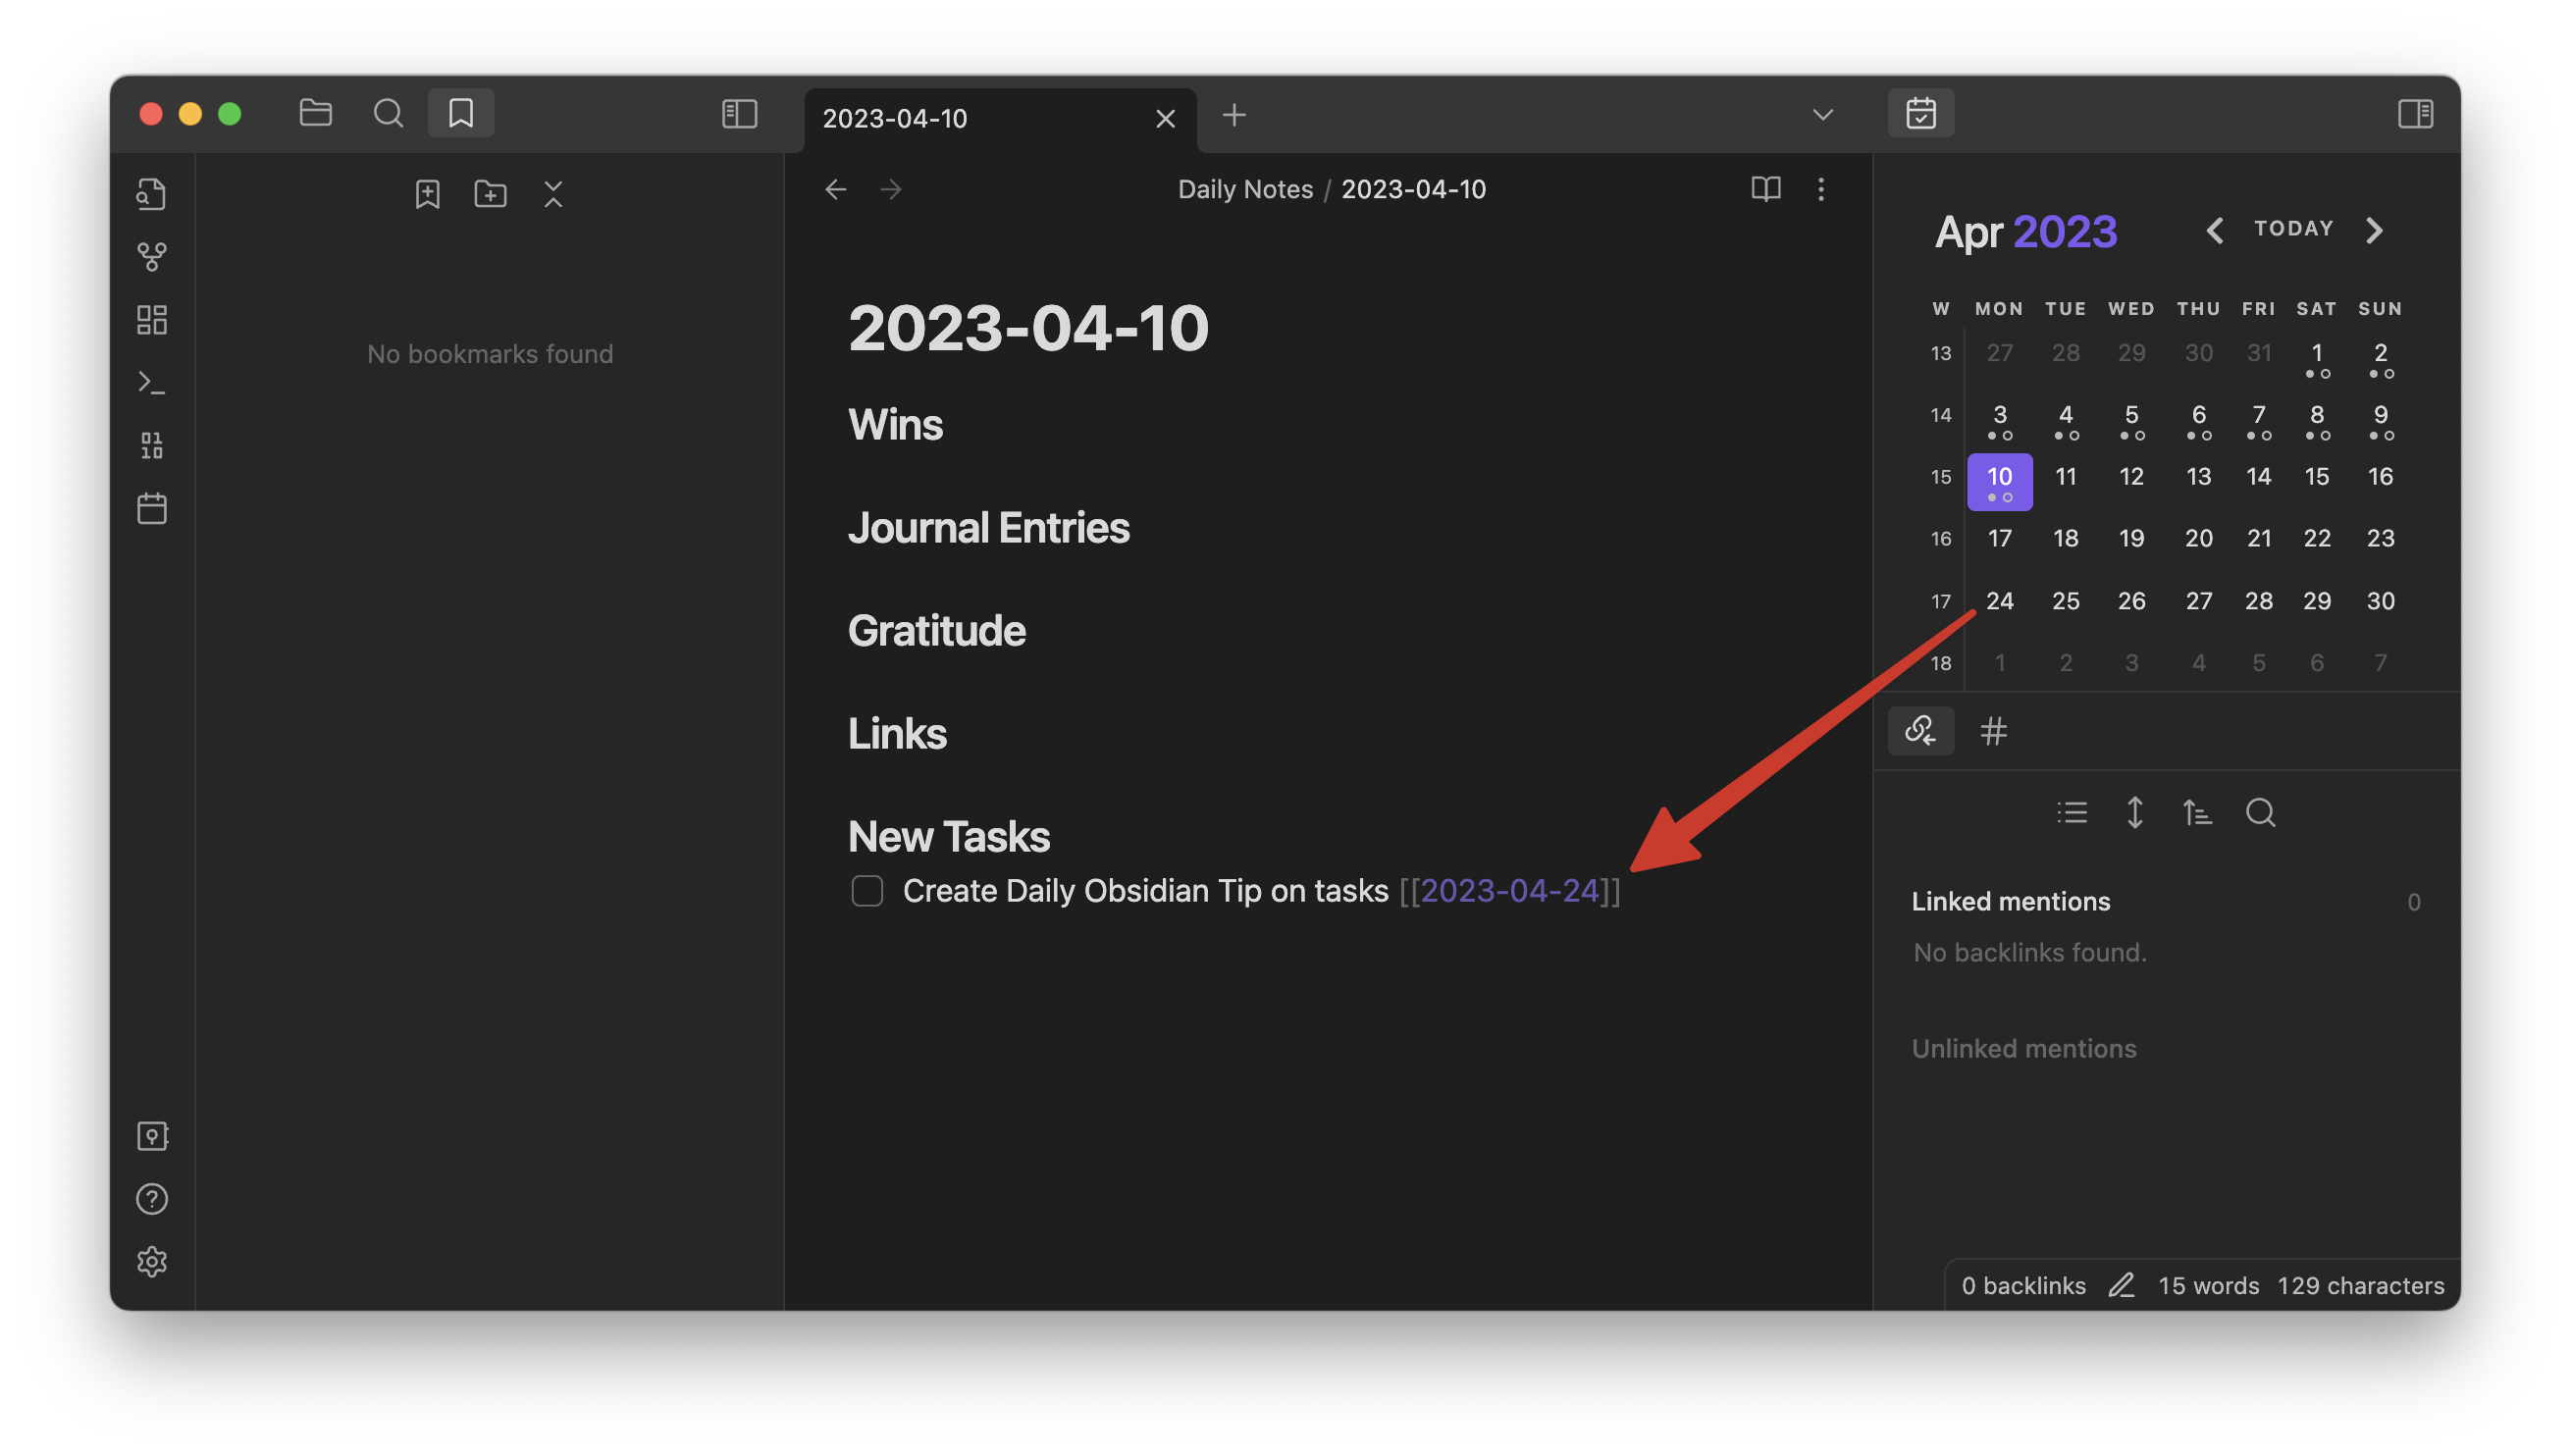 2023-04-10
Daily Notes / 2023-04-10
No bookmarks found
2023-04-10
Wins
Journal Entries
Gratitude
Links
New Tasks
Create Daily Obsidian Tip on tasks [[2023-04-24]]
Apr 2023
TODAY
W MON TUE WED THU FRI SAT SUN
13 27 28 29 30 31 1 2
14 3 4 5 6 7 8 9
15 10 11 12 13 14 15 16
16 17 18 19 20 21 22 23
17 24 25 26 27 28 29 30
18 1 2 3 4 5 6 7
Linked mentions 0
No backlinks found.
Unlinked mentions
0 backlinks 15 words 129 characters